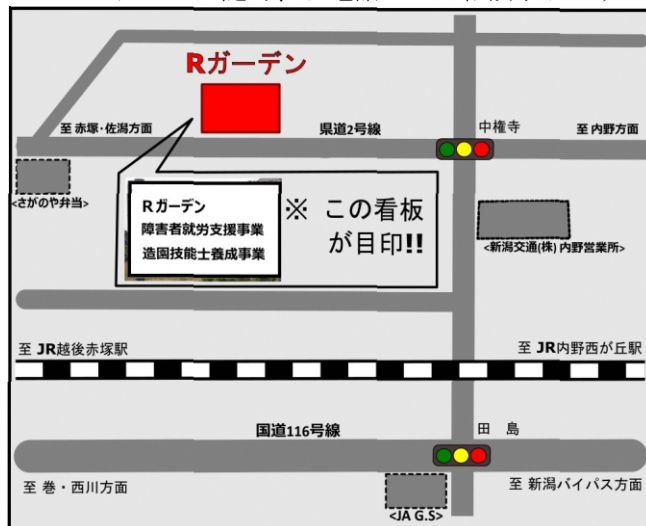 Rガーデン
至 赤塚・佐潟方面
県道2号線
中権寺
至 内野方面
<さがのや弁当>
Rガーデン
障害者就労支援事業
造園技能士養成事業
※ この看板
が目印!!
<新潟交通(株) 内野営業所>
至 JR越後赤塚駅
至 JR内野西が丘駅
国道116号線
田 島
至 巻・西川方面
至 新潟バイパス方面
<JA G.S>